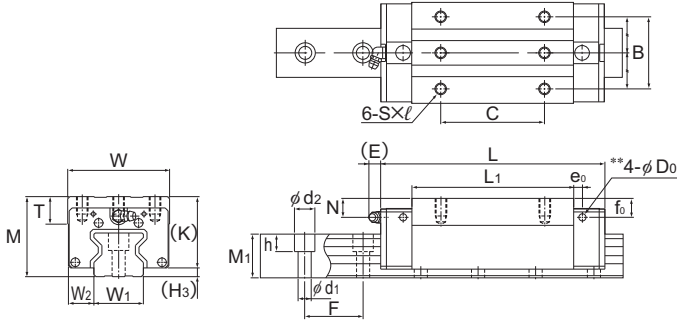 B
6-S×ℓ
C
(E)
L
**4-φD0
W
L1
e0
N
f0
T
φd2
(K)
M
h
M1
(H3)
φd1
W2
W1
F